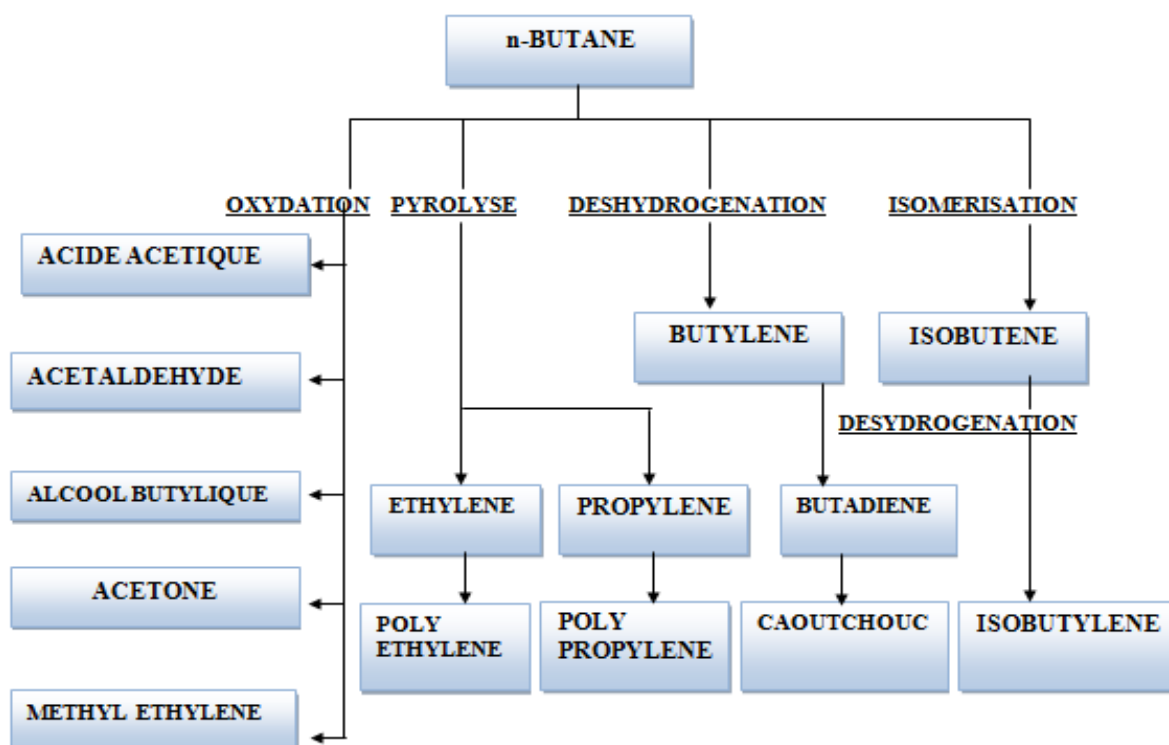 n-BUTANE
OXYDATION
PYROLYSE
DESHYDROGENATION
ISOMERISATION
ACIDE ACETIQUE
BUTYLENE
ISOBUTENE
ACETALDEHYDE
DESYDROGENATION
ALCOOL BUTYLIQUE
ETHYLENE
PROPYLENE
BUTADIENE
ACETONE
POLY
ETHYLENE
POLY
PROPYLENE
CAOUTCHOUC
ISOBUTYLENE
METHYL ETHYLENE